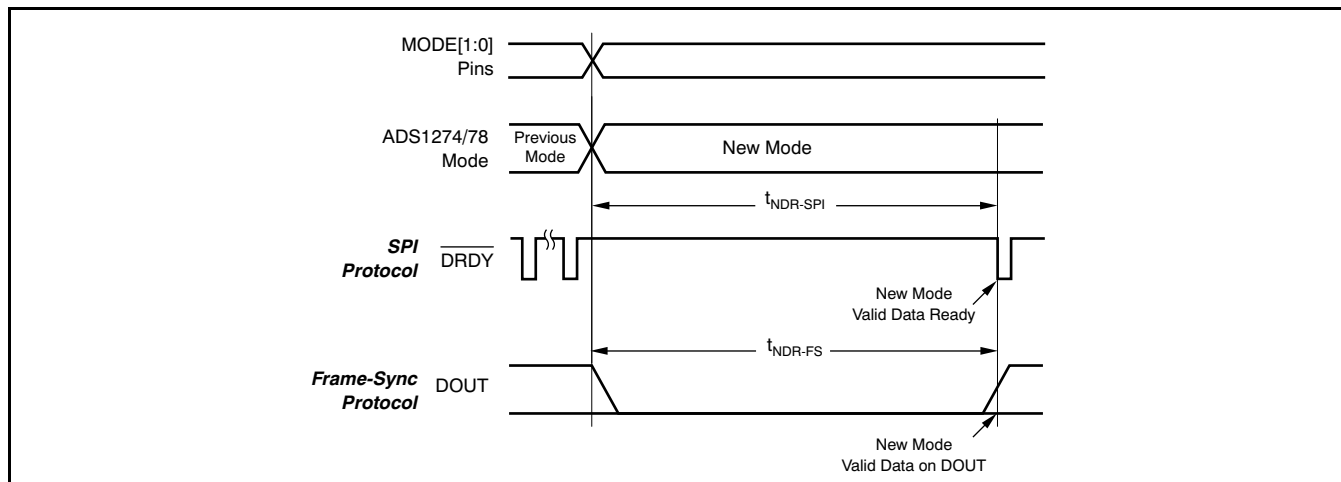 MODE[1:0]
Pins
ADS1274/78
Mode
Previous
Mode
New Mode
tNDR-SPI
SPI
Protocol
DRDY
New Mode
Valid Data Ready
tNDR-FS
Frame-Sync
Protocol
DOUT
New Mode
Valid Data on DOUT